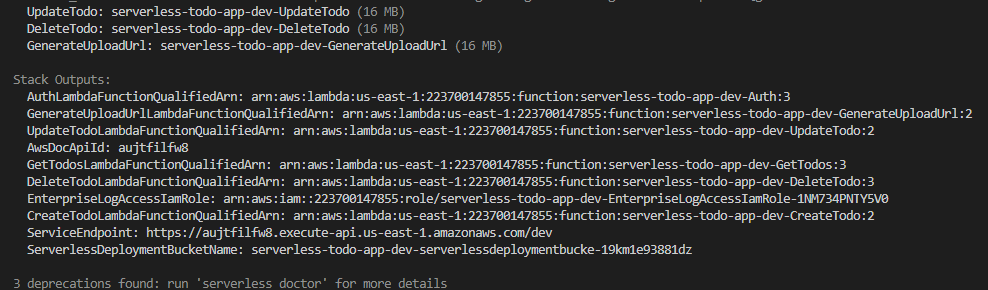 UpdateTodo: serverless-todo-app-dev-UpdateTodo (16 MB)
DeleteTodo: serverless-todo-app-dev-DeleteTodo (16 MB)
GenerateUploadUrl: serverless-todo-app-dev-GenerateUploadUrl (16 MB)
Stack Outputs:
AuthLambdaFunctionQualifiedArn: arn:aws:lambda:us-east-1:223700147855:function:serverless-todo-app-dev-Auth:3
GenerateUploadUrlLambdaFunctionQualifiedArn: arn:aws:lambda:us-east-1:223700147855:function:serverless-todo-app-dev-GenerateUploadUrl:2
UpdateTodoLambdaFunctionQualifiedArn: arn:aws:lambda:us-east-1:223700147855:function:serverless-todo-app-dev-UpdateTodo:2
AwsDocApiId: aujtfilfw8
GetTodosLambdaFunctionQualifiedArn: arn:aws:lambda:us-east-1:223700147855:function:serverless-todo-app-dev-GetTodos:3
DeleteTodoLambdaFunctionQualifiedArn: arn:aws:lambda:us-east-1:223700147855:function:serverless-todo-app-dev-DeleteTodo:3
EnterpriseLogAccessIamRole: arn:aws:iam::223700147855:role/serverless-todo-app-dev-EnterpriseLogAccessIamRole-1NM734PNTY5V0
CreateTodoLambdaFunctionQualifiedArn: arn:aws:lambda:us-east-1:223700147855:function:serverless-todo-app-dev-CreateTodo:2
ServiceEndpoint: https://aujtfilfw8.execute-api.us-east-1.amazonaws.com/dev
ServerlessDeploymentBucketName: serverless-todo-app-dev-serverlessdeploymentbucke-19km1e93881dz
3 deprecations found: run 'serverless doctor' for more details